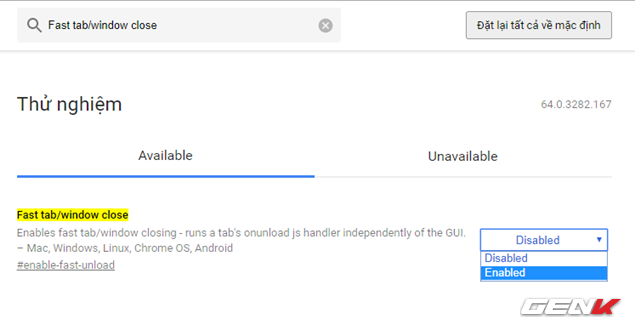 Fast tab/window close
Đặt lại tất cả về mặc định
Thử nghiệm
64.0.3282.167
Available
Unavailable
Fast tab/window close
Enables fast tab/window closing - runs a tab's onunload js handler independently of the GUI.
– Mac, Windows, Linux, Chrome OS, Android
#enable-fast-unload
Disabled
Disabled
Enabled
GENK